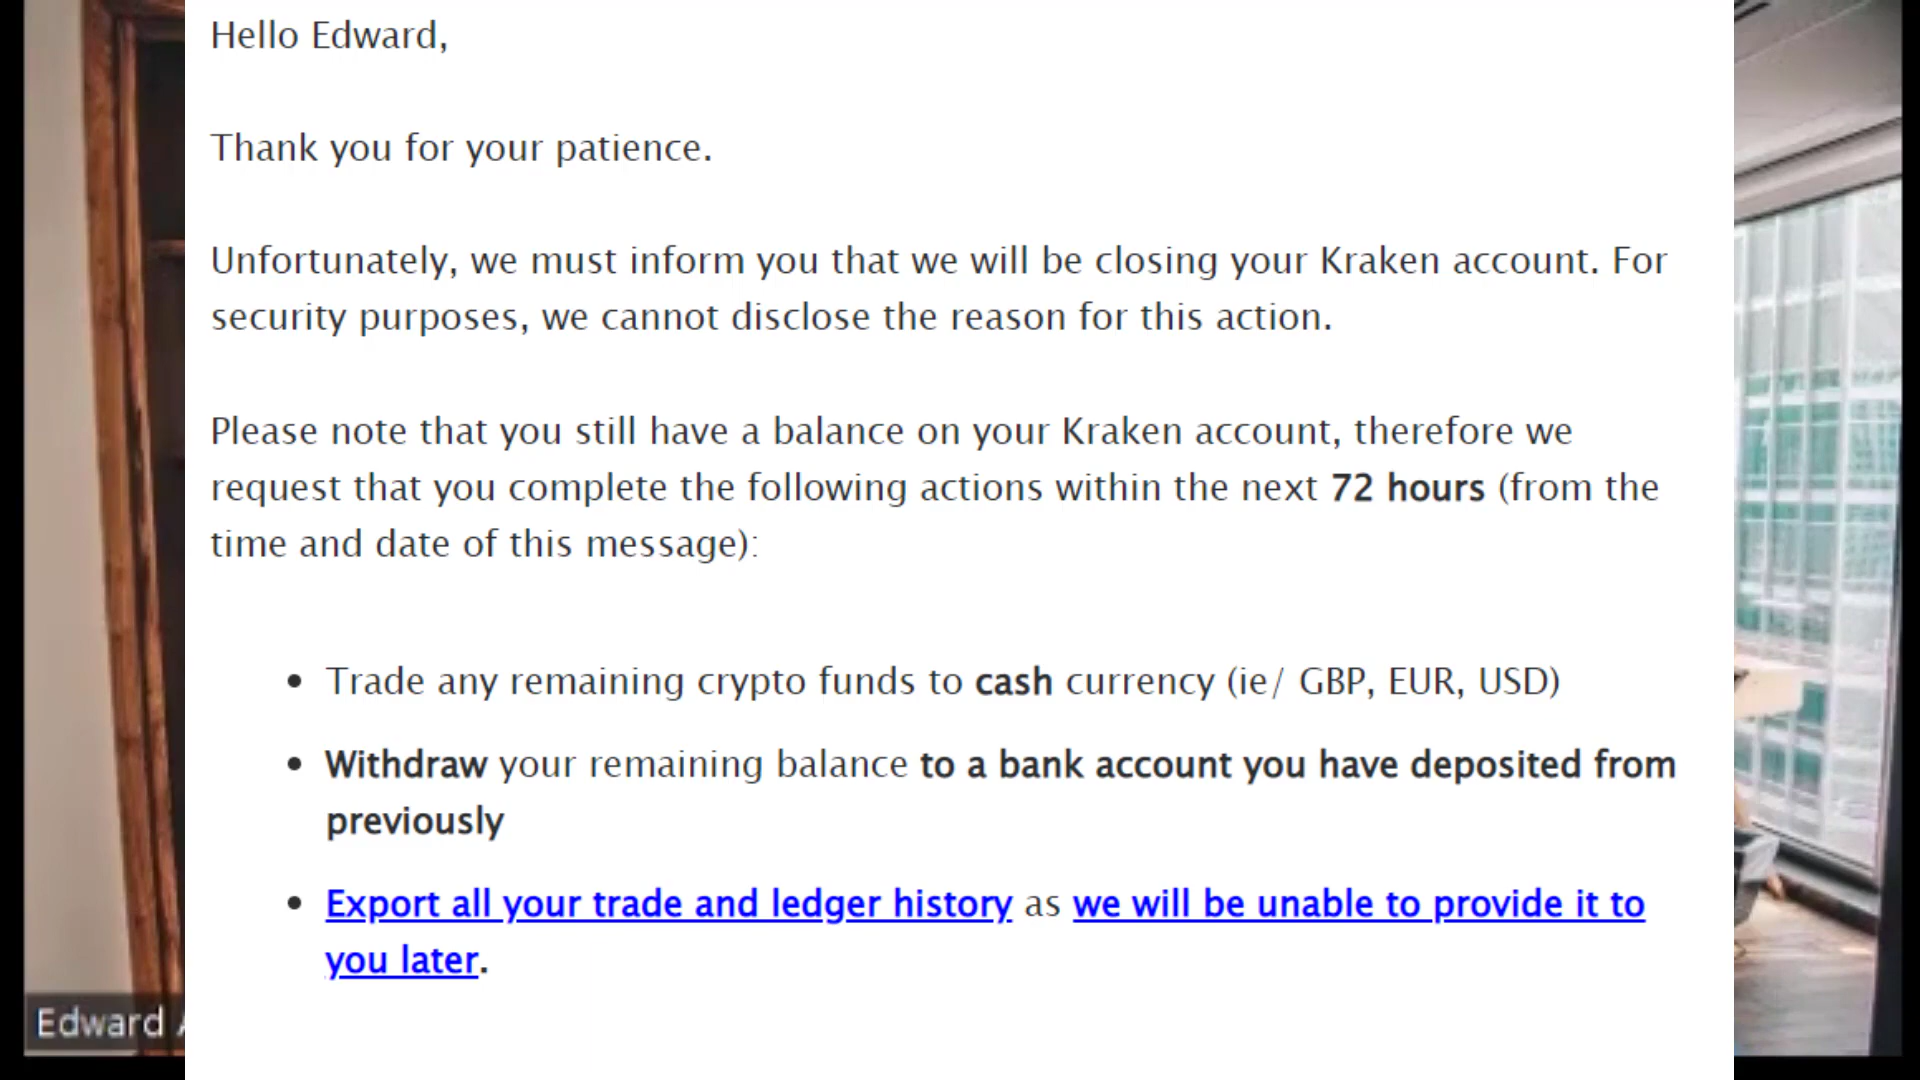 Hello Edward,
Thank you for your patience.
Unfortunately, we must inform you that we will be closing your Kraken account. For
security purposes, we cannot disclose the reason for this action.
Please note that you still have a balance on your Kraken account, therefore we
request that you complete the following actions within the next 72 hours (from the
time and date of this message):
• Trade any remaining crypto funds to cash currency (ie/ GBP, EUR, USD)
• Withdraw your remaining balance to a bank account you have deposited from
previously
• Export all your trade and ledger history as we will be unable to provide it to
you later.
Edward